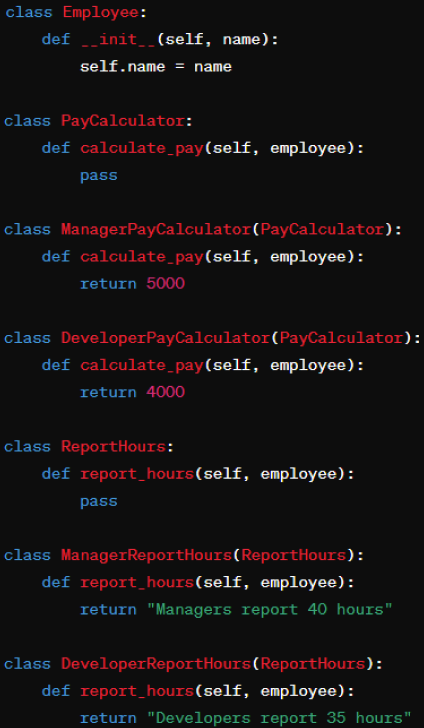 class Employee:
    def __init__(self, name):
        self.name = name

class PayCalculator:
    def calculate_pay(self, employee):
        pass

class ManagerPayCalculator(PayCalculator):
    def calculate_pay(self, employee):
        return 5000

class DeveloperPayCalculator(PayCalculator):
    def calculate_pay(self, employee):
        return 4000

class ReportHours:
    def report_hours(self, employee):
        pass

class ManagerReportHours(ReportHours):
    def report_hours(self, employee):
        return "Managers report 40 hours"

class DeveloperReportHours(ReportHours):
    def report_hours(self, employee):
        return "Developers report 35 hours"